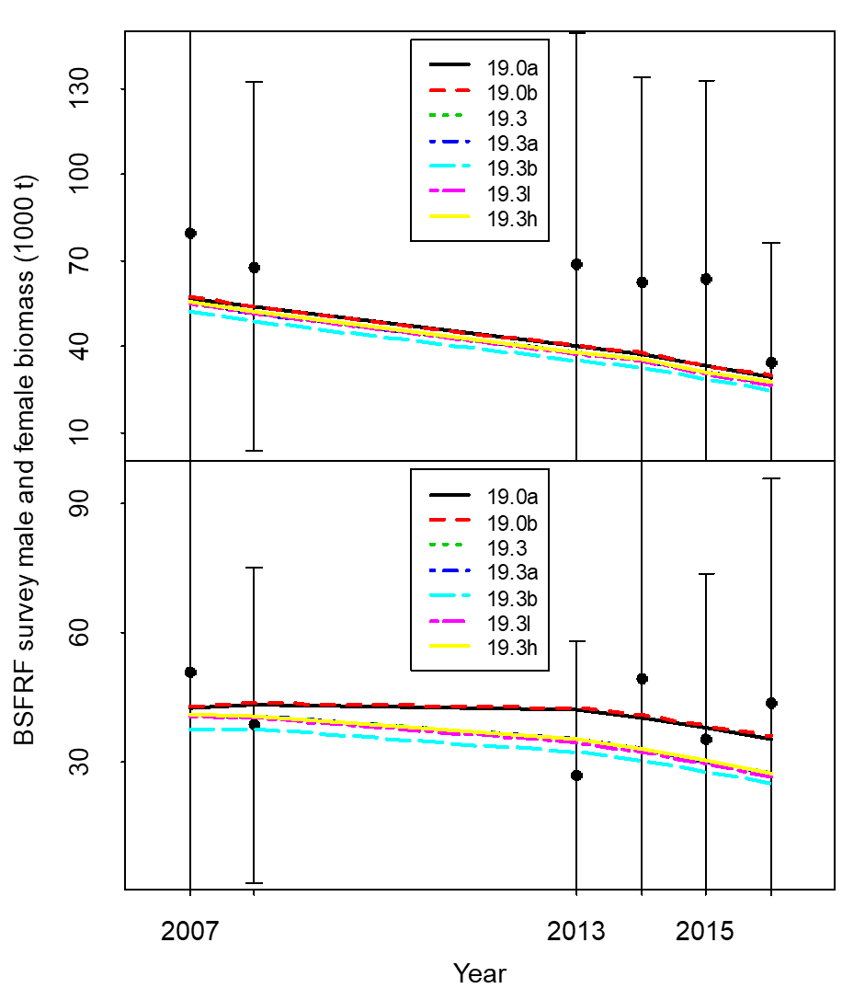 BSFRF survey male and female biomass (1000 t)
130
100
70
40
10
19.0a
19.0b
19.3
19.3a
19.3b
19.3l
19.3h
90
60
30
19.0a
19.0b
19.3
19.3a
19.3b
19.3l
19.3h
2007 2013 2015
Year